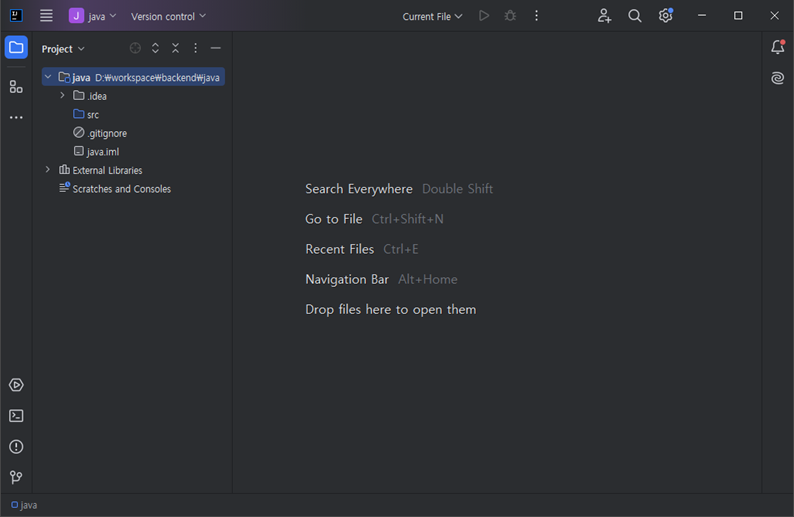 J java Version control Current File
Project
java D:₩workspace₩backend₩java
.idea
src
.gitignore
java.iml
External Libraries
Scratches and Consoles
Search Everywhere Double Shift
Go to File Ctrl+Shift+N
Recent Files Ctrl+E
Navigation Bar Alt+Home
Drop files here to open them
java